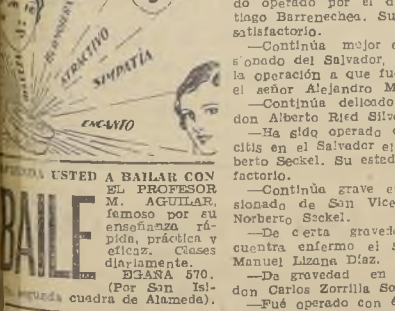 ATRACTIVO
SIMPATÍA
ENCANTO
USTED A BAILAR CON
EL PROFESOR
M. AGUILAR,
famoso por su
enseñanza rá-
pida, práctica y
eficaz. Clases
diariamente.
EGAÑA 570.
(Por San Isi-
segunda cuadra de Alameda).
BAILE
do operado por el d
tiago Barrenechea. Su
satisfactorio.
—Continúa mejor e
sionado del Salvador,
la operación a que fu
el señor Alejandro M
—Continúa delicado
don Alberto Ried Silv
—Ha sido operado
citis en el Salvador el
berto Seckel. Su estad
factorio.
—Continúa grave e
sionado de San Vice
Norberto Seckel.
—De cierta graved
cuentra enfermo el s
Manuel Lizana Díaz.
—De gravedad en
don Carlos Zorrilla So
—Fué operado con é